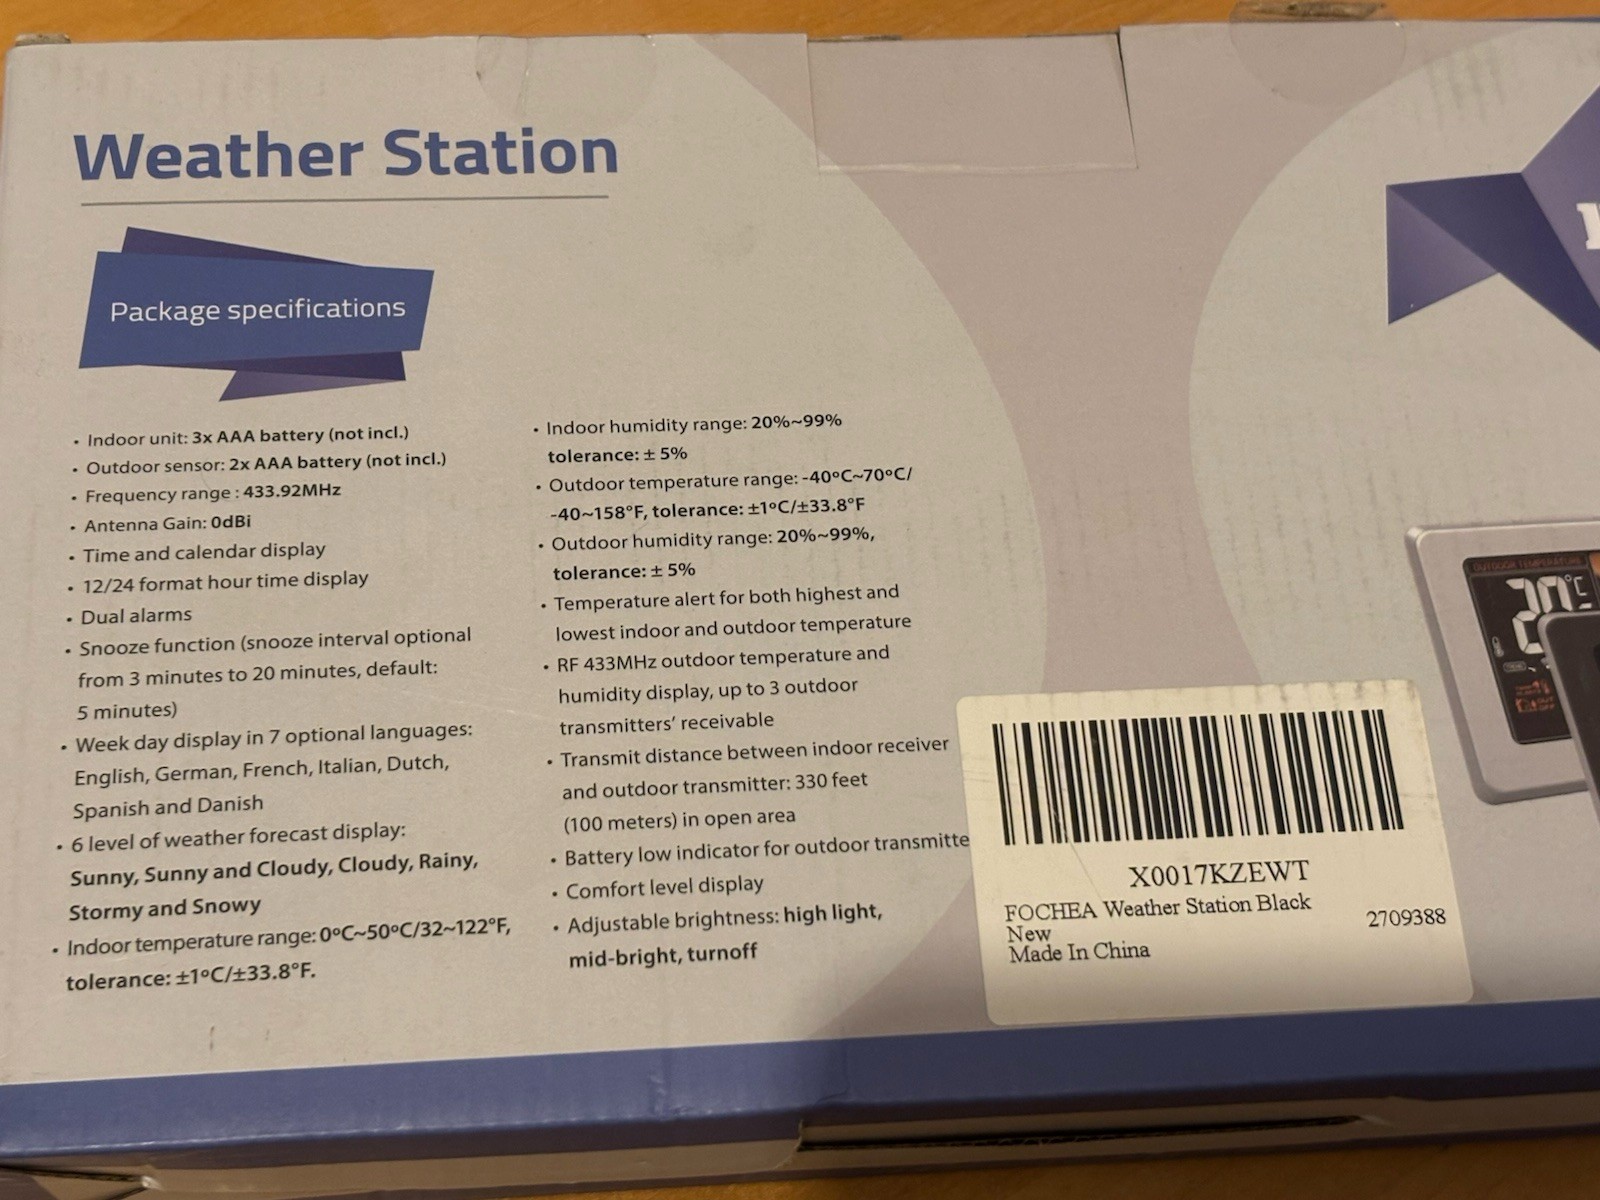 Weather Station
Package specifications
• Indoor unit: 3x AAA battery (not incl.)
• Outdoor sensor: 2x AAA battery (not incl.)
• Frequency range : 433.92MHz
• Antenna Gain: 0dBi
• Time and calendar display
• 12/24 format hour time display
• Dual alarms
• Snooze function (snooze interval optional
from 3 minutes to 20 minutes, default:
5 minutes)
• Week day display in 7 optional languages:
English, German, French, Italian, Dutch,
Spanish and Danish
• 6 level of weather forecast display:
Sunny, Sunny and Cloudy, Cloudy, Rainy,
Stormy and Snowy
• Indoor temperature range: 0ºC~50ºC/32~122°F,
tolerance: ±1ºC/±33.8°F.
• Indoor humidity range: 20%~99%
tolerance: ± 5%
• Outdoor temperature range: -40ºC~70ºC/
-40~158°F, tolerance: ±1ºC/±33.8°F
• Outdoor humidity range: 20%~99%,
tolerance: ± 5%
• Temperature alert for both highest and
lowest indoor and outdoor temperature
• RF 433MHz outdoor temperature and
humidity display, up to 3 outdoor
transmitters' receivable
• Transmit distance between indoor receiver
and outdoor transmitter: 330 feet
(100 meters) in open area
• Battery low indicator for outdoor transmitte
• Comfort level display
• Adjustable brightness: high light,
mid-bright, turnoff
OUTDOOR TEMPERATURE
X0017KZEWT
FOCHEA Weather Station Black
New
2709388
Made In China